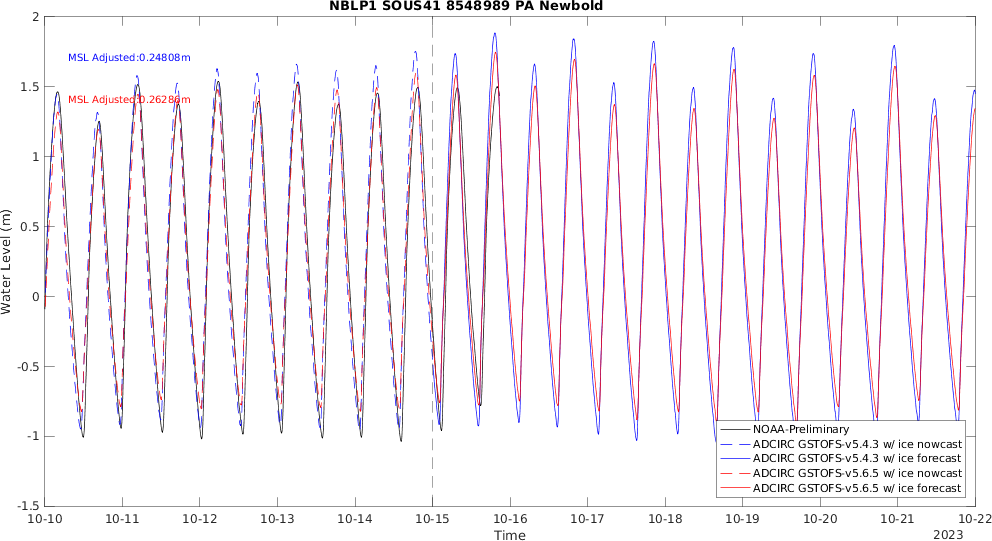 NBLP1 SOUS41 8548989 PA Newbold
Water Level (m)
2
1.5
1
0.5
0
-0.5
-1
-1.5
MSL Adjusted:0.24808m
MSL Adjusted:0.26286m
NOAA-Preliminary
ADCIRC GSTOFS-v5.4.3 w/ ice nowcast
ADCIRC GSTOFS-v5.4.3 w/ ice forecast
ADCIRC GSTOFS-v5.6.5 w/ ice nowcast
ADCIRC GSTOFS-v5.6.5 w/ ice forecast
10-10 10-11 10-12 10-13 10-14 10-15 10-16 10-17 10-18 10-19 10-20 10-21 10-22
Time
2023